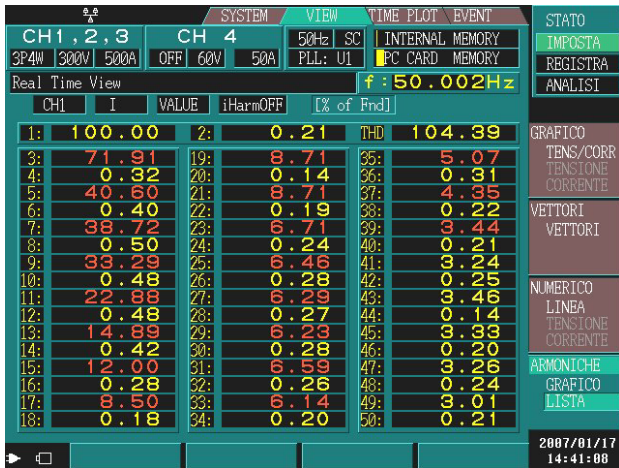 SYSTEM VIEW TIME PLOT EVENT STATO
CH1,2,3 CH 4 50Hz SC INTERNAL MEMORY IMPOSTA
3P4W 300V 500A OFF 60V 50A PLL: U1 PC CARD MEMORY REGISTRA
Real Time View f:50.002Hz ANALISI
CH1 I VALUE iHarmOFF [% of Fnd]
1: 100.00 2: 0.21 THD 104.39 GRAFICO
3: 71.91 19: 8.71 35: 5.07 TENS/CORR
4: 0.32 20: 0.14 36: 0.31 TENSIONE
5: 40.60 21: 8.71 37: 4.35 CORRENTE
6: 0.40 22: 0.19 38: 0.22 VETTORI
7: 38.72 23: 6.71 39: 3.44 VETTORI
8: 0.50 24: 0.24 40: 0.21
9: 33.29 25: 6.46 41: 3.24
10: 0.48 26: 0.28 42: 0.25 NUMERICO
11: 22.88 27: 6.29 43: 3.46 LINEA
12: 0.48 28: 0.27 44: 0.14 TENSIONE
13: 14.89 29: 6.23 45: 3.33 CORRENTE
14: 0.42 30: 0.28 46: 0.20
15: 12.00 31: 6.59 47: 3.26 ARMONICHE
16: 0.28 32: 0.26 48: 0.24 GRAFICO
17: 8.50 33: 6.14 49: 3.01 LISTA
18: 0.18 34: 0.20 50: 0.21
2007/01/17
14:41:08